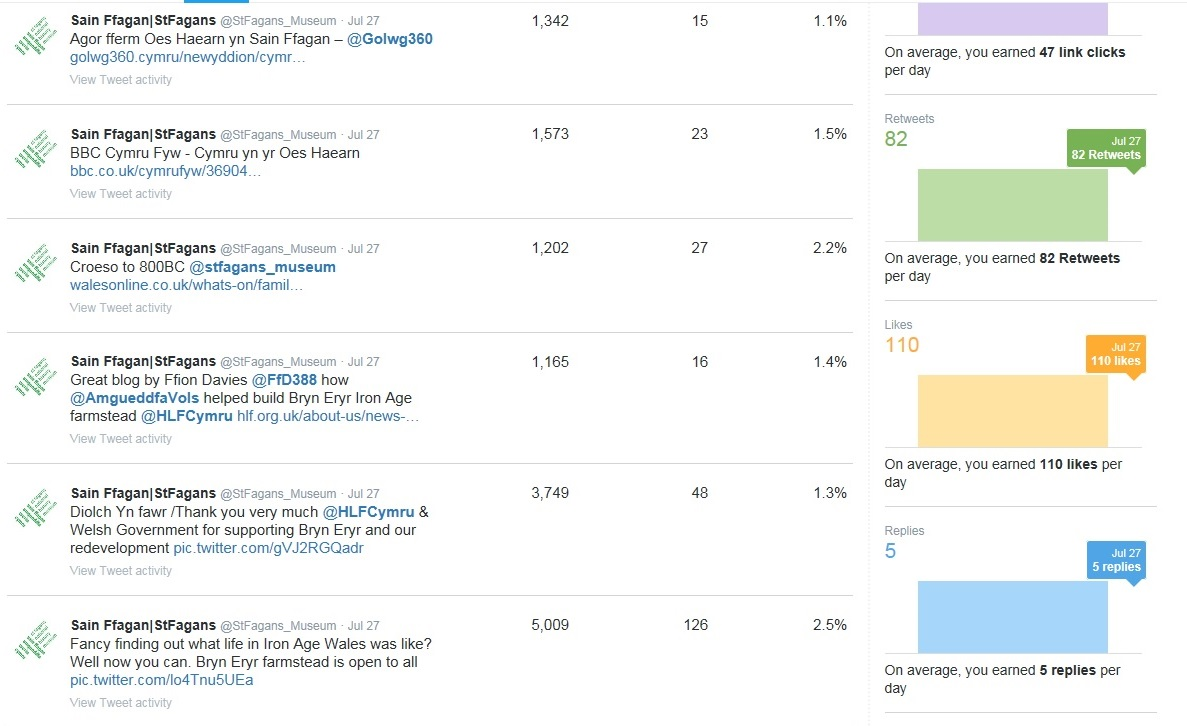 Sain Ffagan|StFagans @StFagans_Museum · Jul 27 1,342 15 1.1%
Agor fferm Oes Haearn yn Sain Ffagan – @Golwg360
golwg360.cymru/newyddion/cymr…
View Tweet activity
Sain Ffagan|StFagans @StFagans_Museum · Jul 27 1,573 23 1.5%
BBC Cymru Fyw - Cymru yn yr Oes Haearn
bbc.co.uk/cymrufyw/36904…
View Tweet activity
Sain Ffagan|StFagans @StFagans_Museum · Jul 27 1,202 27 2.2%
Croeso to 800BC @stfagans_museum
walesonline.co.uk/whats-on/famil…
View Tweet activity
Sain Ffagan|StFagans @StFagans_Museum · Jul 27 1,165 16 1.4%
Great blog by Ffion Davies @FfD388 how
@AmgueddfaVols helped build Bryn Eryr Iron Age
farmstead @HLFCymru hlf.org.uk/about-us/news-…
View Tweet activity
Sain Ffagan|StFagans @StFagans_Museum · Jul 27 3,749 48 1.3%
Diolch Yn fawr /Thank you very much @HLFCymru &
Welsh Government for supporting Bryn Eryr and our
redevelopment pic.twitter.com/gVJ2RGQadr
View Tweet activity
Sain Ffagan|StFagans @StFagans_Museum · Jul 27 5,009 126 2.5%
Fancy finding out what life in Iron Age Wales was like?
Well now you can. Bryn Eryr farmstead is open to all
pic.twitter.com/lo4Tnu5UEa
View Tweet activity
On average, you earned 47 link clicks
per day
Retweets
82
Jul 27
82 Retweets
On average, you earned 82 Retweets
per day
Likes
110
Jul 27
110 likes
On average, you earned 110 likes per
day
Replies
5
Jul 27
5 replies
On average, you earned 5 replies per
day